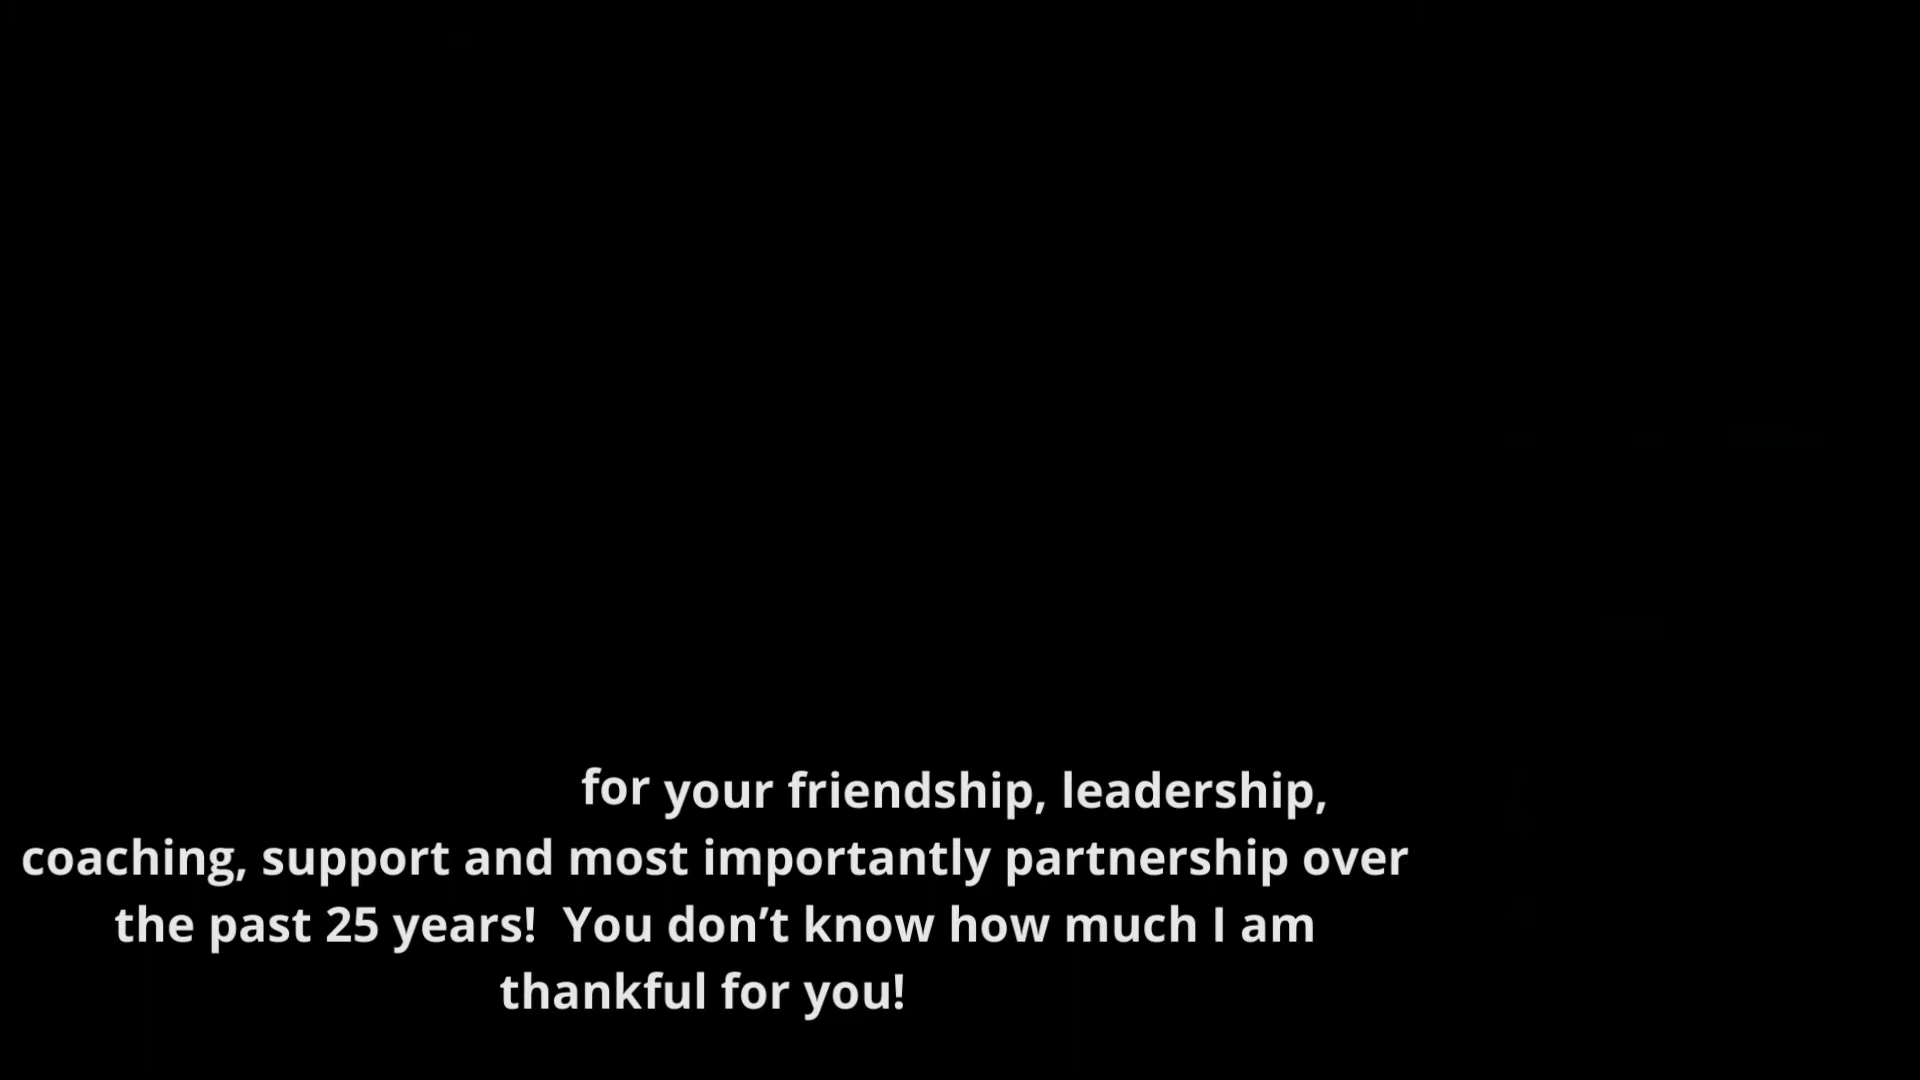 for your friendship, leadership,
coaching, support and most importantly partnership over
the past 25 years!  You don’t know how much I am
thankful for you!